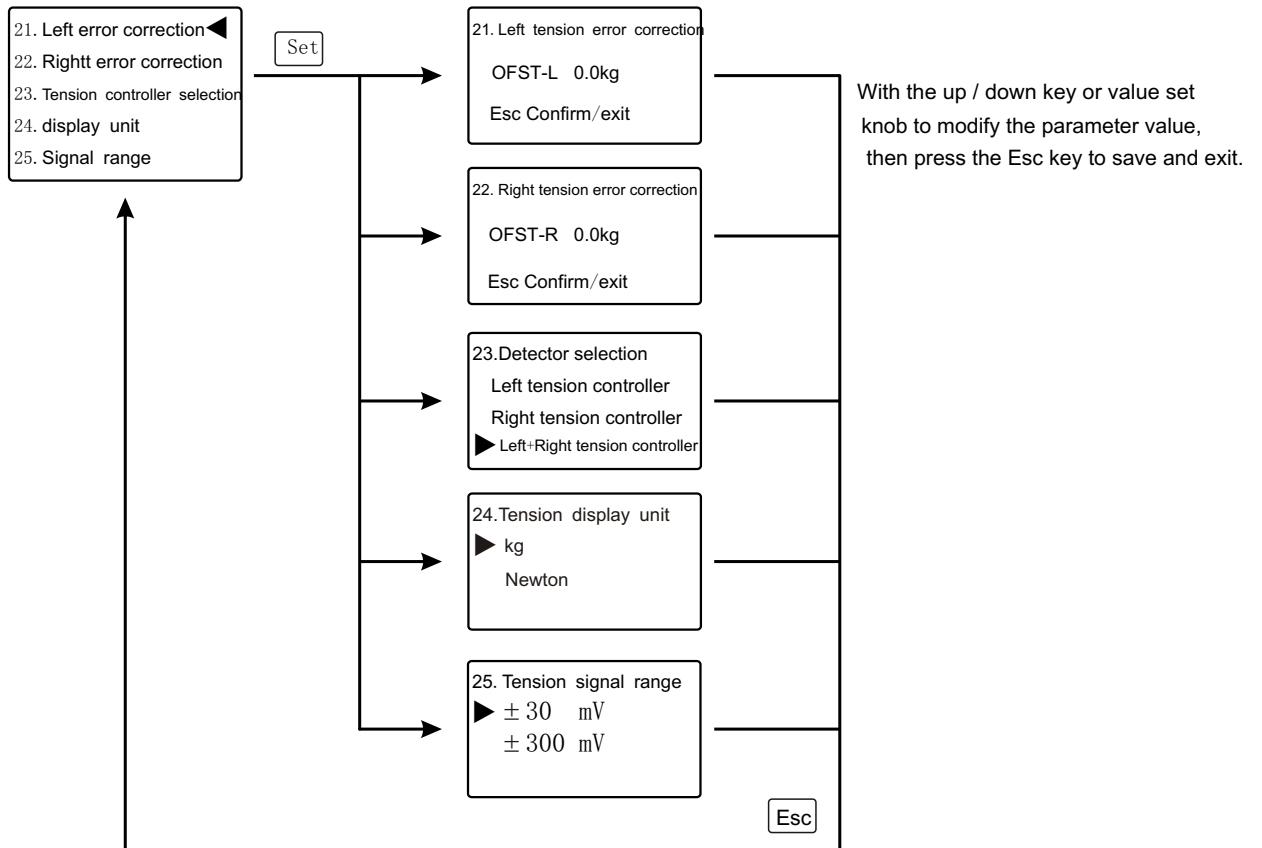 21. Left error correction
22. Rightt error correction
23. Tension controller selection
24. display unit
25. Signal range
Set
21. Left tension error correction
OFST-L 0.0kg
Esc Confirm/exit
22. Right tension error correction
OFST-R 0.0kg
Esc Confirm/exit
23.Detector selection
Left tension controller
Right tension controller
Left+Right tension controller
24.Tension display unit
kg
Newton
25. Tension signal range
±30 mV
±300 mV
Esc
With the up / down key or value set
knob to modify the parameter value,
then press the Esc key to save and exit.